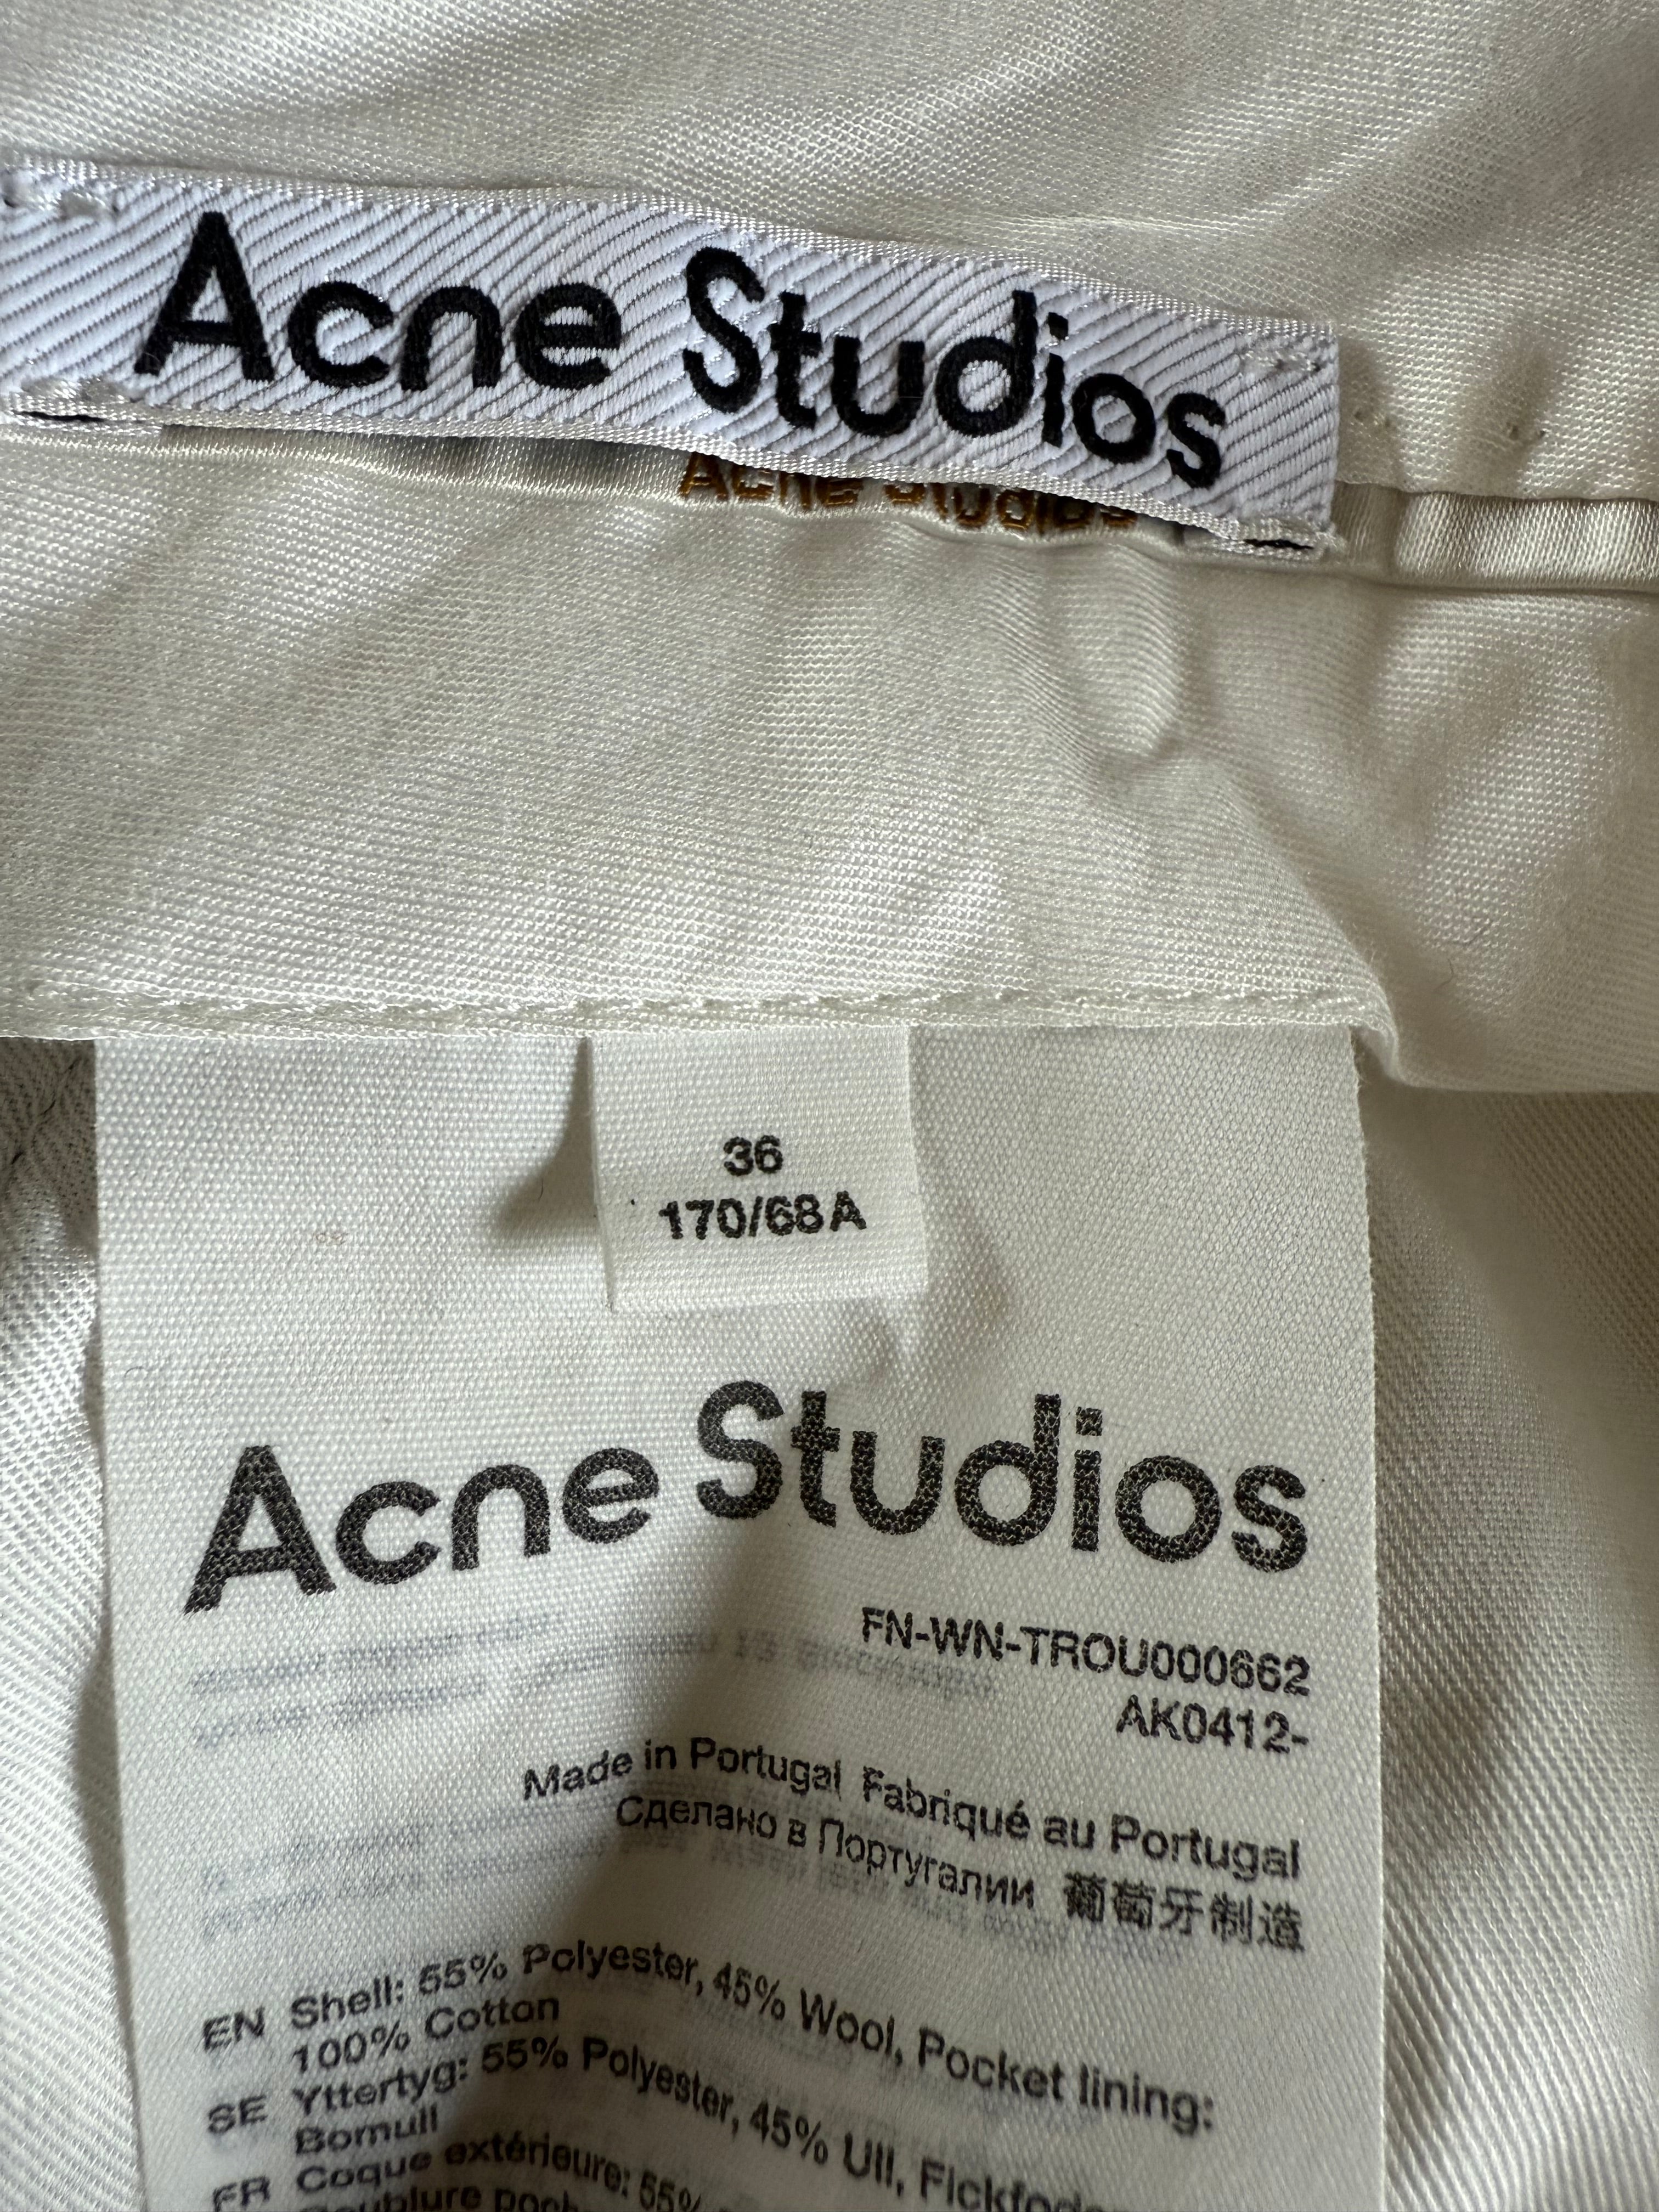 Acne Studios
Acne Studios
36
170/68A
Acne Studios
FN-WN-TROU000662
AK0412-
Made in Portugal Fabriqué au Portugal
Сделано в Португалии 葡萄牙制造
EN Shell: 55% Polyester, 45% Wool, Pocket lining:
100% Cotton
SE Yttertyg: 55% Polyester, 45% Ull,
Bomull
FR Coque extérieure: 55%
Doublure